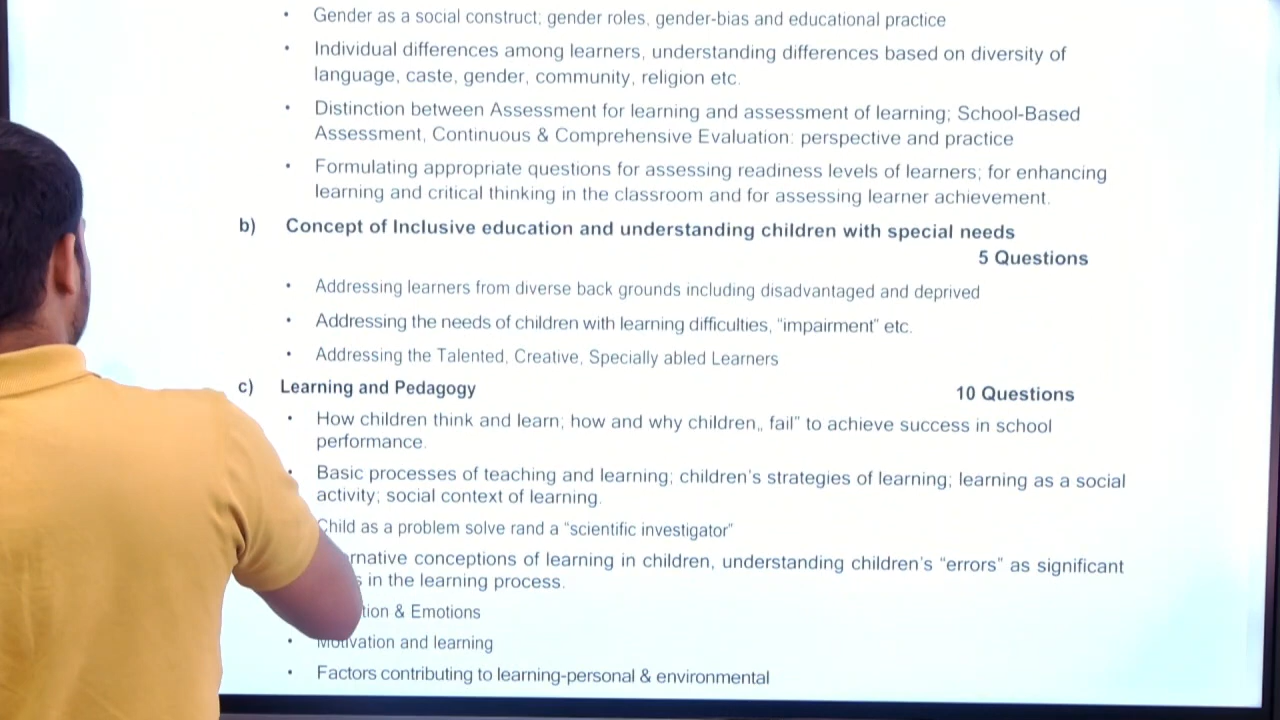 • Gender as a social construct; gender roles, gender-bias and educational practice
• Individual differences among learners, understanding differences based on diversity of
language, caste, gender, community, religion etc.
• Distinction between Assessment for learning and assessment of learning; School-Based
Assessment, Continuous & Comprehensive Evaluation: perspective and practice
• Formulating appropriate questions for assessing readiness levels of learners; for enhancing
learning and critical thinking in the classroom and for assessing learner achievement.
b) Concept of Inclusive education and understanding children with special needs
5 Questions
• Addressing learners from diverse back grounds including disadvantaged and deprived
• Addressing the needs of children with learning difficulties, "impairment" etc.
• Addressing the Talented, Creative, Specially abled Learners
c) Learning and Pedagogy 10 Questions
• How children think and learn; how and why children„ fail" to achieve success in school
performance.
• Basic processes of teaching and learning; children's strategies of learning; learning as a social
activity; social context of learning.
Child as a problem solve rand a "scientific investigator"
conceptions of learning in children, understanding children's "errors" as significant
in the learning process.
& Emotions
• Motivation and learning
• Factors contributing to learning-personal & environmental